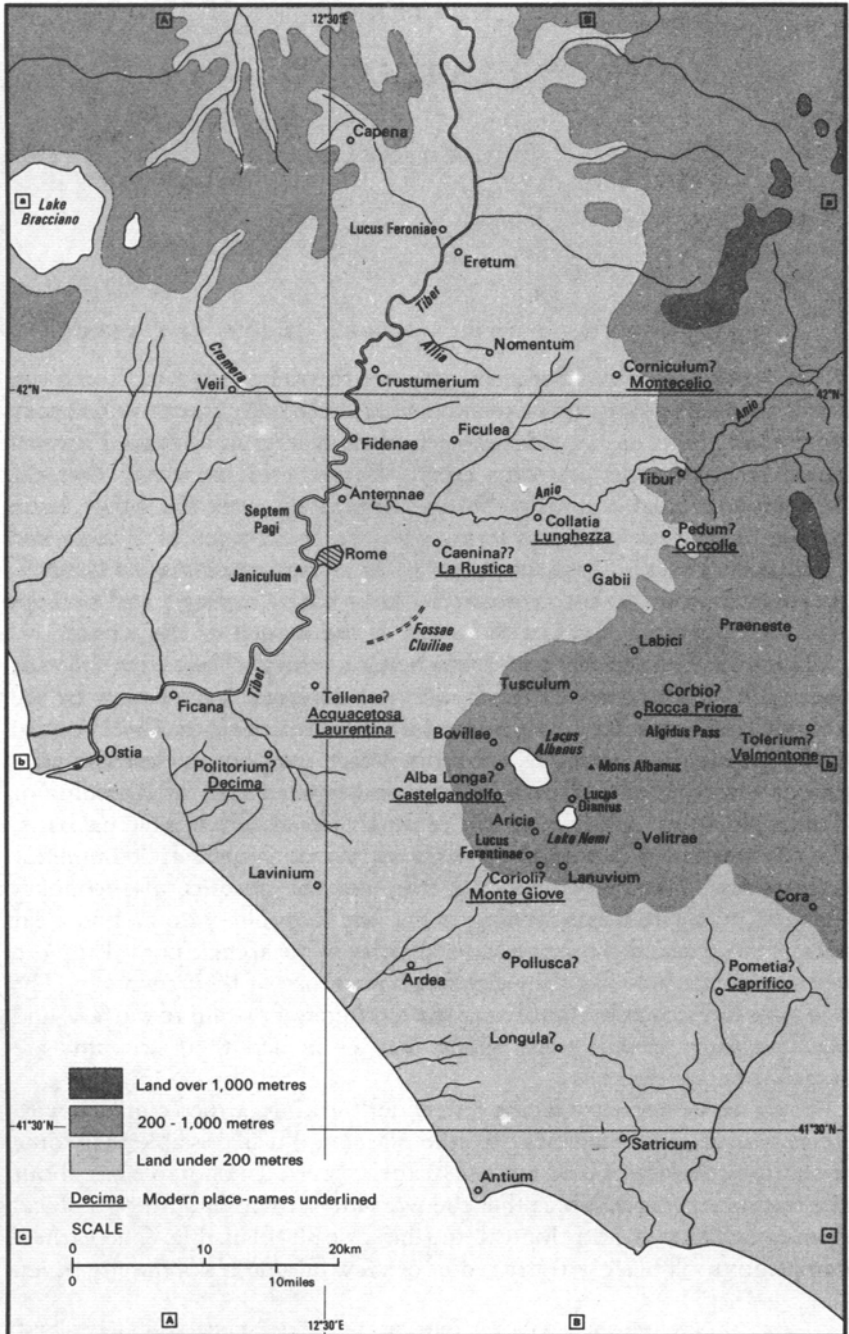 A
12°30'E
B
Capena
a
Lake
Bracciano
a
Lucus Feroniae
Eretum
Tiber
Allia
Nomentum
Cremera
Veii
Crustumerium
Corniculum?
Montecelio
42°N
42°N
Anio
Fidenae
Ficulea
Tibur
Antemnae
Anio
Septem
Pagi
Collatia
Lunghezza
Pedum?
Corcolle
Rome
Caenina??
La Rustica
Janiculum
Gabii
Fossae
Cluiliae
Praeneste
Labici
Tiber
Ficana
Tellenae?
Acquacetosa
Laurentina
Tusculum
Corbio?
Rocca Priora
Algidus Pass
Tolerium?
Valmontone
Bovillae
Lacus
Albanus
Ostia
b
b
Politorium?
Decima
Alba Longa?
Castelgandolfo
Mons Albanus
Lucus
Dianius
Aricia
Lake Nemi
Velitrae
Lucus
Ferentinae
Lavinium
Corioli?
Monte Giove
Lanuvium
Cora
Ardea
Pollusca?
Pometia?
Caprifico
Longula?
Land over 1,000 metres
200 - 1,000 metres
Land under 200 metres
41°30'N
41°30'N
Satricum
Antium
Decima Modern place-names underlined
SCALE
c
c
0 10 20km
0 10miles
A
12°30'E
B